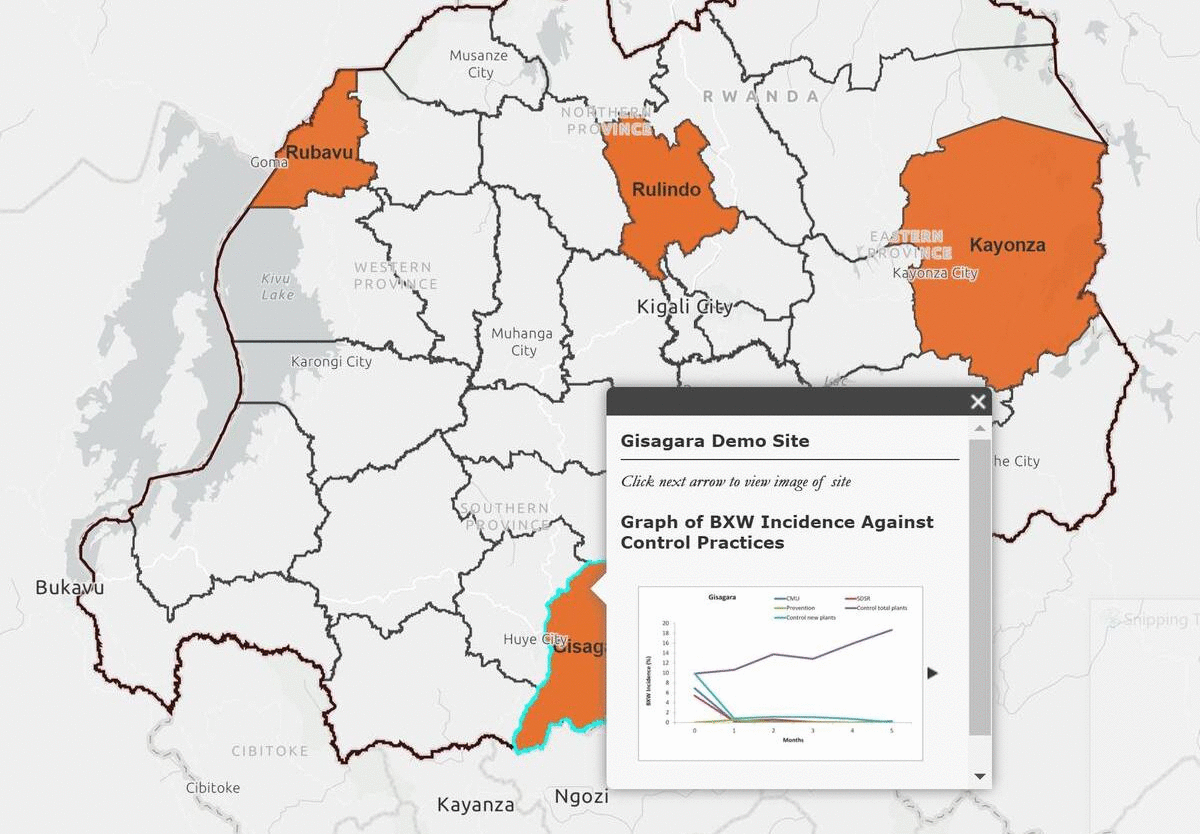 Musanze
City
RWANDA
NORTHERN
PROVINCE
Rubavu
Goma
Rulindo
EASTERN
PROVINCE
Kayonza
Kayonza City
WESTERN
PROVINCE
Kivu
Lake
Kigali City
Muhanga
City
Karongi City
Gisagara Demo Site
he City
Click next arrow to view image of site
SOUTHERN
PROVINCE
Graph of BXW Incidence Against
Control Practices
Bukavu
Gisagara
CMU
SDSR
Prevention
Control total plants
Control new plants
Snipping T
20
18
16
14
12
10
8
6
4
2
0
BXW Incidence (%)
0 1 2 3 4 5
Months
Huye City
Gisaga
CIBITOKE
Cibitoke
Kayanza
Ngozi